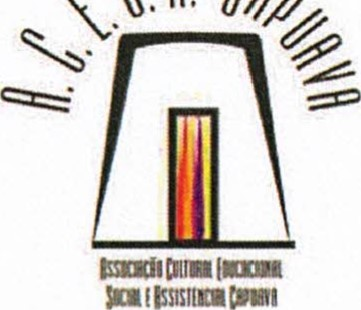 A. C. E. S. A. CAPUAVA
ASSOCIAÇÃO CULTURAL EDUCACIONAL
SOCIAL E ASSISTENCIAL CAPUAVA